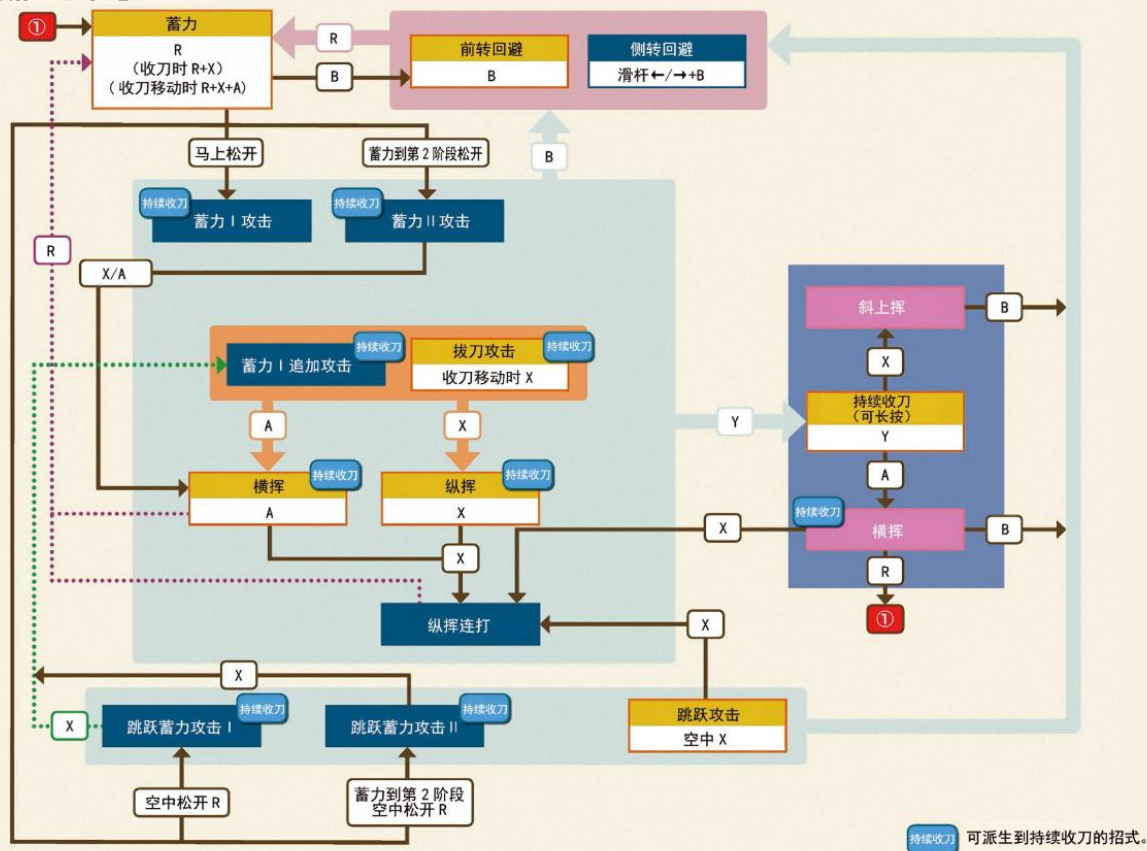 ①
蓄力
R
(收刀时 R+X)
(收刀移动时 R+X+A)
R
B
前转回避
B
侧转回避
滑杆←/→+B
马上松开
蓄力到第2阶段松开
B
持续收刀
蓄力Ⅰ攻击
持续收刀
蓄力Ⅱ攻击
R
X/A
蓄力Ⅰ追加攻击
持续收刀
拔刀攻击
持续收刀
收刀移动时 X
A
X
横挥
持续收刀
A
纵挥
持续收刀
X
X
纵挥连打
Y
斜上挥
B
X
持续收刀
(可长按)
Y
A
持续收刀
横挥
B
X
R
①
X
X
X
跳跃蓄力攻击Ⅰ
持续收刀
跳跃蓄力攻击Ⅱ
持续收刀
跳跃攻击
空中 X
空中松开 R
蓄力到第2阶段
空中松开 R
持续收刀
可派生到持续收刀的招式。